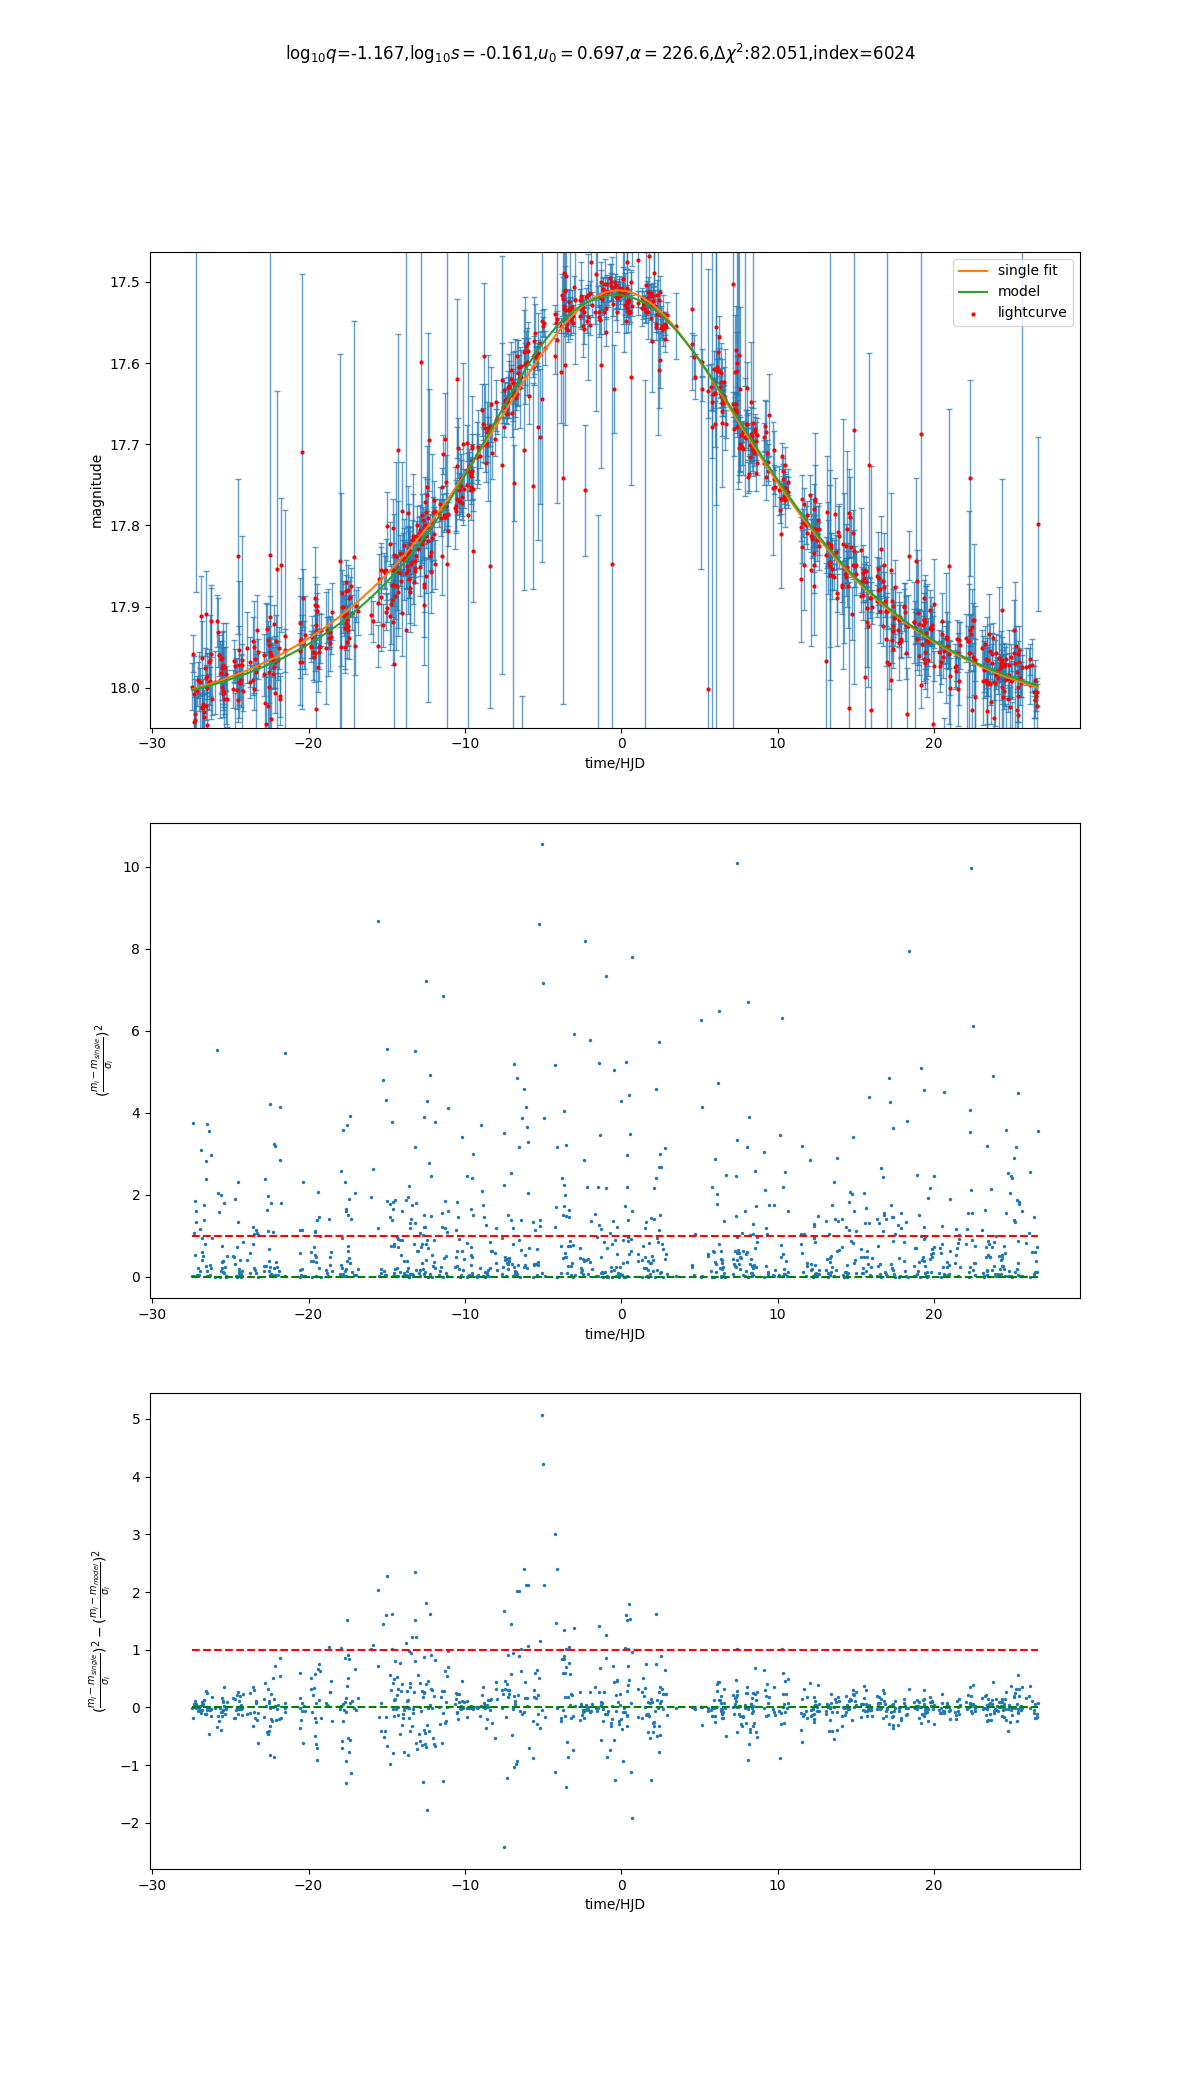 log₁₀q=-1.167,log₁₀s = -0.161,u₀ = 0.697,α = 226.6,Δχ²:82.051,index=6024
single fit
model
lightcurve
17.5
17.6
17.7
17.8
17.9
18.0
magnitude
−30 −20 −10 0 10 20
time/HJD
10
8
6
4
2
0
((mᵢ − m_single)/σᵢ)²
−30 −20 −10 0 10 20
time/HJD
5
4
3
2
1
0
−1
−2
((mᵢ − m_single)/σᵢ)² − ((mᵢ − m_model)/σᵢ)²
−30 −20 −10 0 10 20
time/HJD